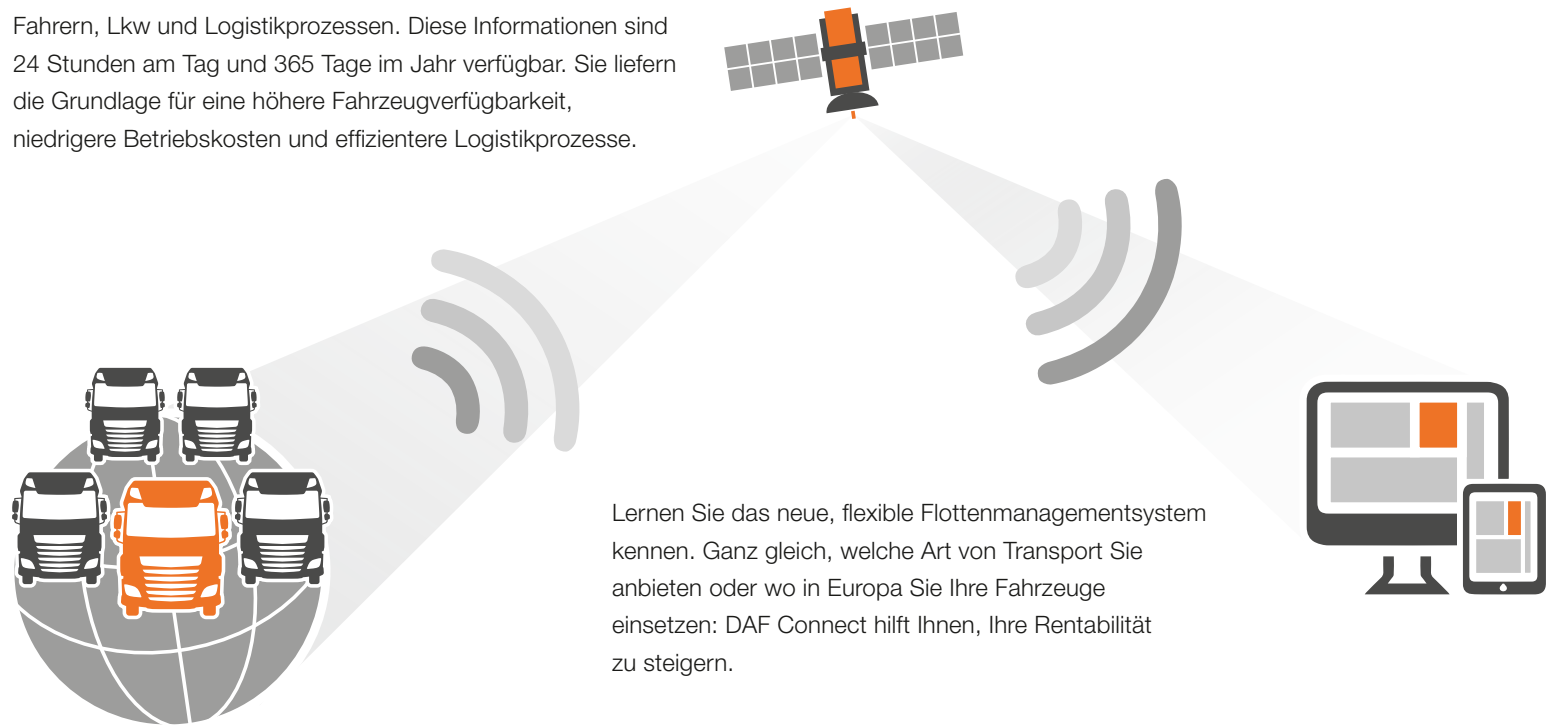 Fahrern, Lkw und Logistikprozessen. Diese Informationen sind
24 Stunden am Tag und 365 Tage im Jahr verfügbar. Sie liefern
die Grundlage für eine höhere Fahrzeugverfügbarkeit,
niedrigere Betriebskosten und effizientere Logistikprozesse.
Lernen Sie das neue, flexible Flottenmanagementsystem
kennen. Ganz gleich, welche Art von Transport Sie
anbieten oder wo in Europa Sie Ihre Fahrzeuge
einsetzen: DAF Connect hilft Ihnen, Ihre Rentabilität
zu steigern.